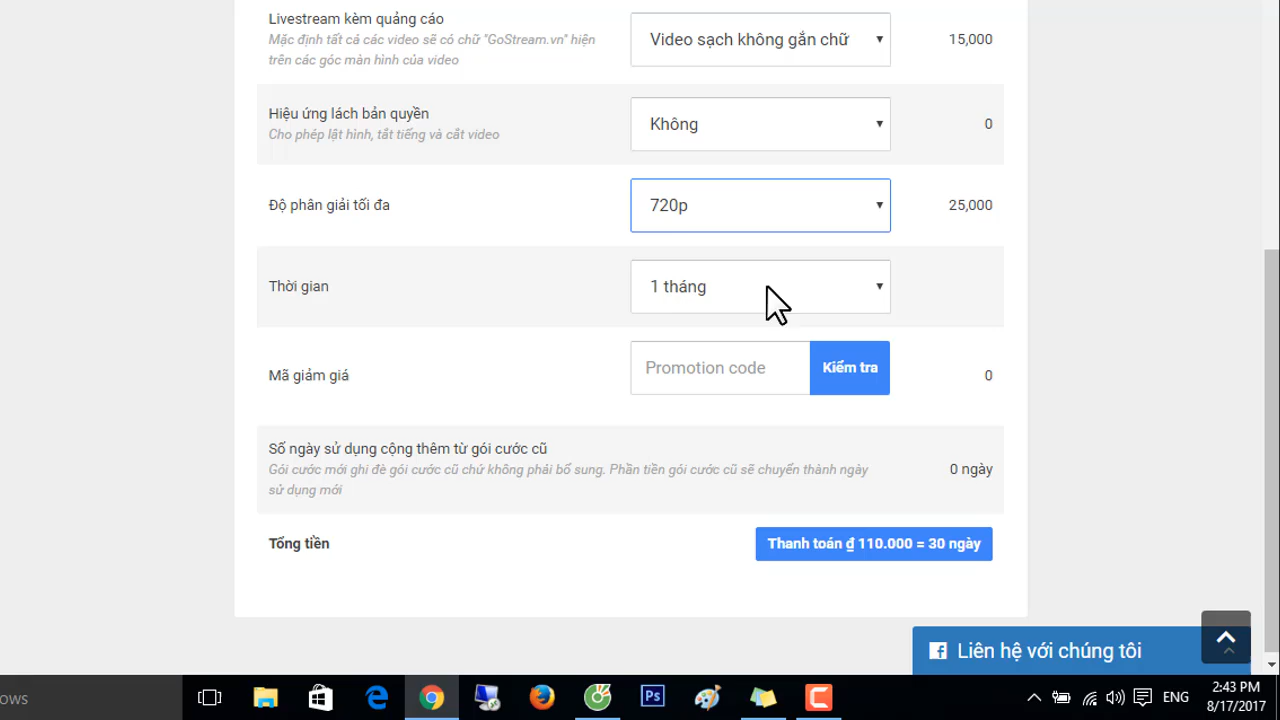 Livestream kèm quảng cáo
Mặc định tất cả các video sẽ có chữ "GoStream.vn" hiện
trên các góc màn hình của video
Video sạch không gắn chữ
15,000
Hiệu ứng lách bản quyền
Cho phép lật hình, tắt tiếng và cắt video
Không
0
Độ phân giải tối đa
720p
25,000
Thời gian
1 tháng
Mã giảm giá
Promotion code
Kiểm tra
0
Số ngày sử dụng cộng thêm từ gói cước cũ
Gói cước mới ghi đè gói cước cũ chứ không phải bổ sung. Phần tiền gói cước cũ sẽ chuyển thành ngày
sử dụng mới
0 ngày
Tổng tiền
Thanh toán ₫ 110.000 = 30 ngày
Liên hệ với chúng tôi
ows
Ps
ENG
2:43 PM
8/17/2017